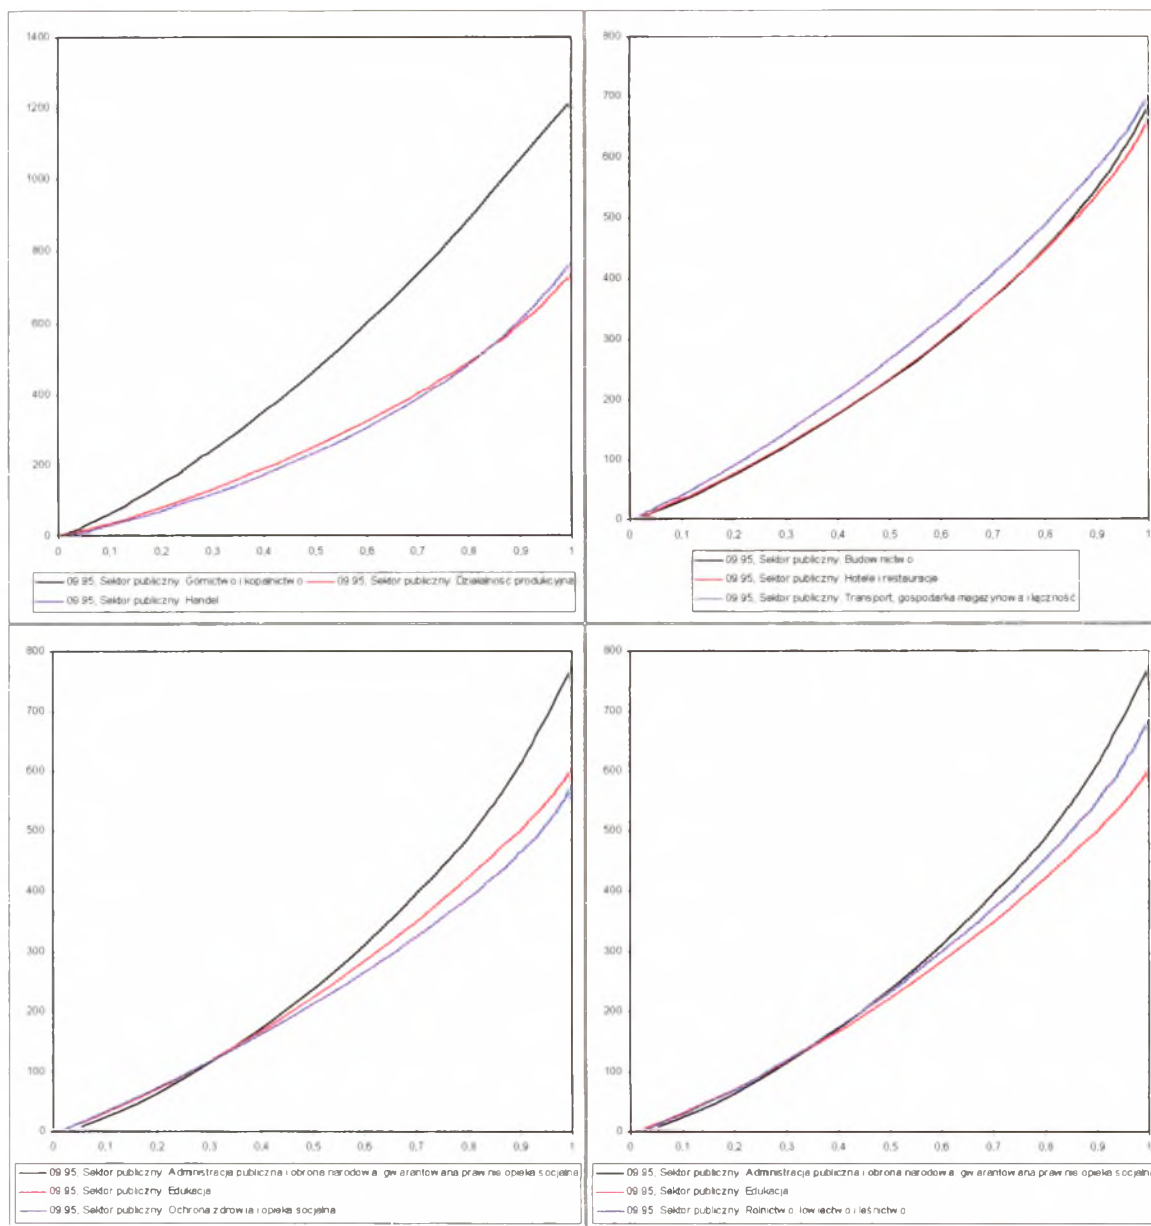 1400
1200
1000
800
600
400
200
0
0 0,1 0,2 0,3 0,4 0,5 0,6 0,7 0,8 0,9 1
09.95, Sektor publiczny: Górnictwo i kopalnictwo 09.95, Sektor publiczny: Działalność produkcyjna
09.95, Sektor publiczny: Handel
800
700
600
500
400
300
200
100
0
0 0,1 0,2 0,3 0,4 0,5 0,6 0,7 0,8 0,9 1
09.95, Sektor publiczny: Budownictwo
09.95, Sektor publiczny: Hotele i restauracje
09.95, Sektor publiczny: Transport, gospodarka magazynowa i łączność
800
700
600
500
400
300
200
100
0
0 0,1 0,2 0,3 0,4 0,5 0,6 0,7 0,8 0,9 1
09.95, Sektor publiczny: Administracja publiczna i obrona narodowa gwarantowana prawnie opieka socjalna
09.95, Sektor publiczny: Edukacja
09.95, Sektor publiczny: Ochrona zdrowia i opieka socjalna
800
700
600
500
400
300
200
100
0
0 0,1 0,2 0,3 0,4 0,5 0,6 0,7 0,8 0,9 1
09.95, Sektor publiczny: Administracja publiczna i obrona narodowa gwarantowana prawnie opieka socjalna
09.95, Sektor publiczny: Edukacja
09.95, Sektor publiczny: Rolnictwo łowiectwo i leśnictwo